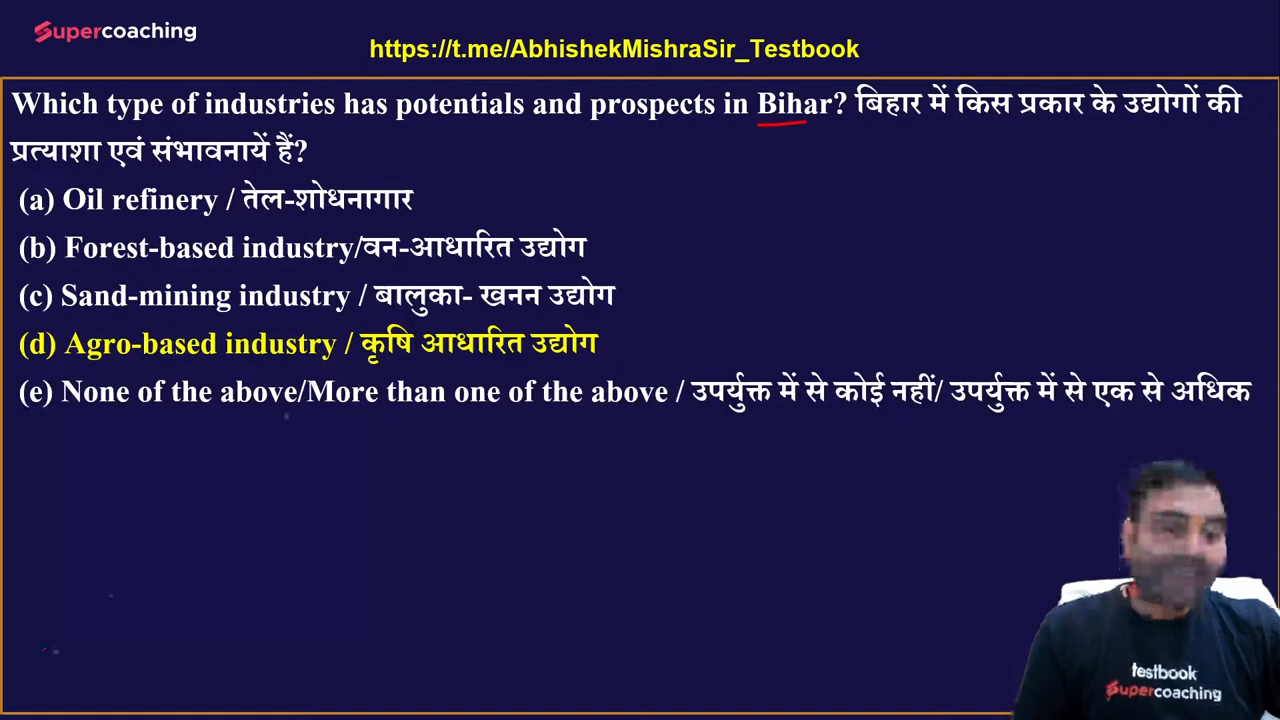 Supercoaching
https://t.me/AbhishekMishraSir_Testbook
Which type of industries has potentials and prospects in Bihar? बिहार में किस प्रकार के उद्योगों की
प्रत्याशा एवं संभावनायें हैं?
(a) Oil refinery / तेल-शोधनागार
(b) Forest-based industry/वन-आधारित उद्योग
(c) Sand-mining industry / बालुका- खनन उद्योग
(d) Agro-based industry / कृषि आधारित उद्योग
(e) None of the above/More than one of the above / उपर्युक्त में से कोई नहीं/ उपर्युक्त में से एक से अधिक
testbook
Supercoaching